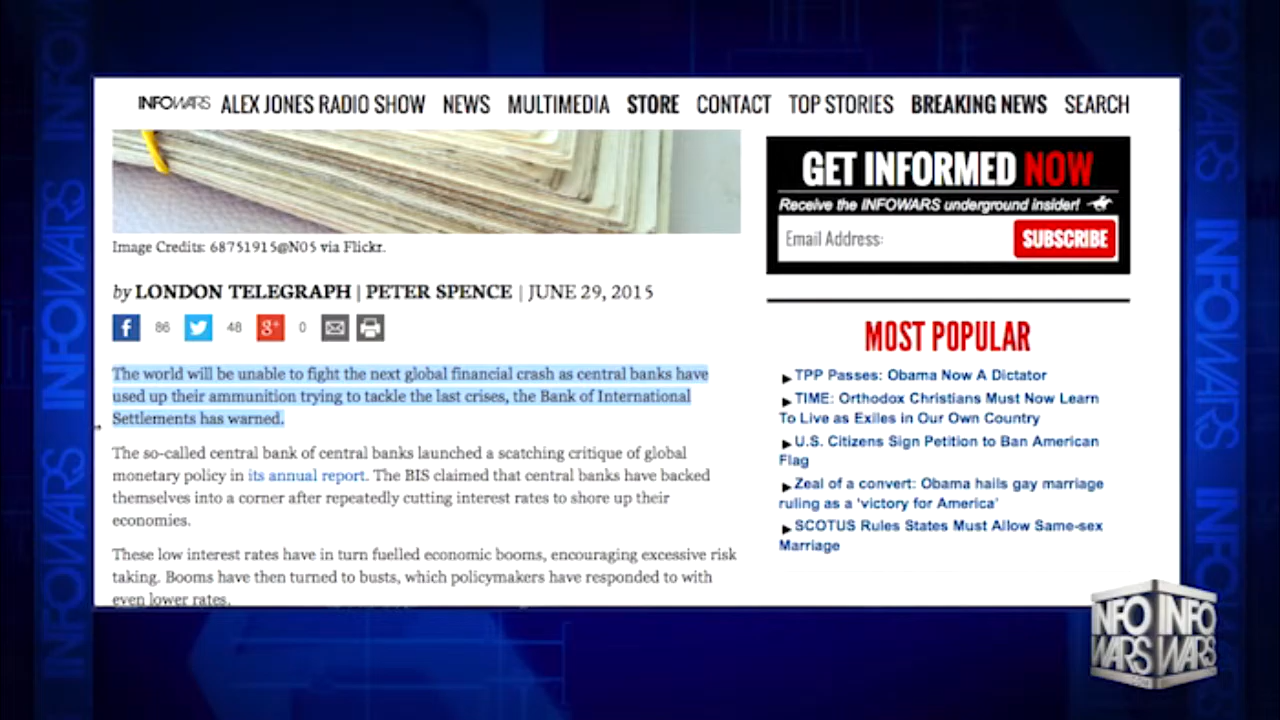 INFOWARS ALEX JONES RADIO SHOW NEWS MULTIMEDIA STORE CONTACT TOP STORIES BREAKING NEWS SEARCH
Image Credits: 68751915@N05 via Flickr.
by LONDON TELEGRAPH | PETER SPENCE | JUNE 29, 2015
f 86 48 g+ 0
The world will be unable to fight the next global financial crash as central banks have
used up their ammunition trying to tackle the last crises, the Bank of International
Settlements has warned.
The so-called central bank of central banks launched a scatching critique of global
monetary policy in its annual report. The BIS claimed that central banks have backed
themselves into a corner after repeatedly cutting interest rates to shore up their
economies.
These low interest rates have in turn fuelled economic booms, encouraging excessive risk
taking. Booms have then turned to busts, which policymakers have responded to with
even lower rates.
GET INFORMED NOW
Receive the INFOWARS underground insider!
Email Address: SUBSCRIBE
MOST POPULAR
TPP Passes: Obama Now A Dictator
TIME: Orthodox Christians Must Now Learn
To Live as Exiles in Our Own Country
U.S. Citizens Sign Petition to Ban American
Flag
Zeal of a convert: Obama hails gay marriage
ruling as a 'victory for America'
SCOTUS Rules States Must Allow Same-sex
Marriage
INFO INFO
WARS WARS
INFOWARS
INFOWARS
INFOWARS
INFOWARS